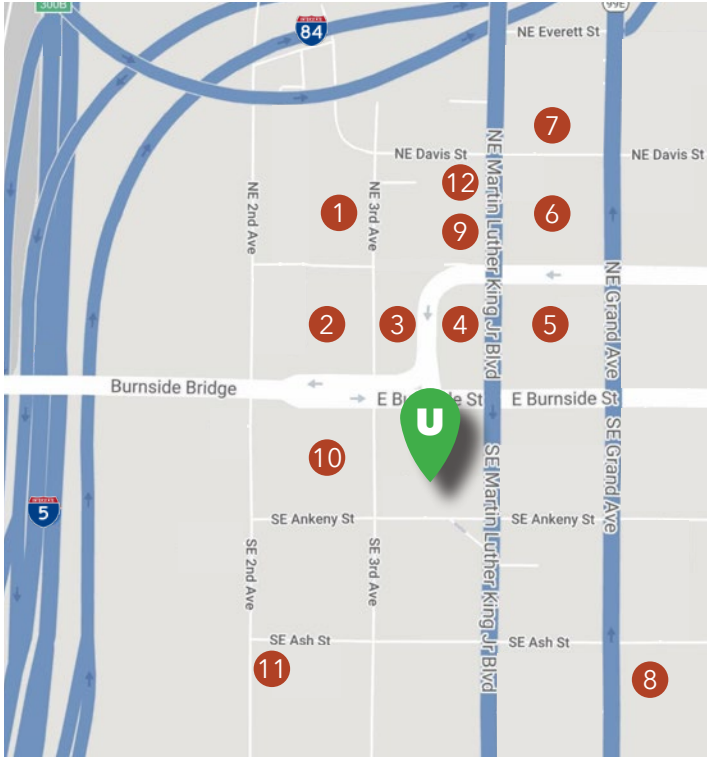 300B
INTERSTATE
84
99E
NE Everett St
7
NE Davis St
NE Davis St
12
NE 2nd Ave
1
NE 3rd Ave
NE Martin Luther King Jr Blvd
6
9
NE Grand Ave
2
3
4
5
Burnside Bridge
E Bu
e St
E Burnside St
U
SE Grand Ave
10
SE Martin Luther King Jr Blvd
5
SE Ankeny St
SE Ankeny St
SE 2nd Ave
SE 3rd Ave
SE Ash St
SE Ash St
11
8